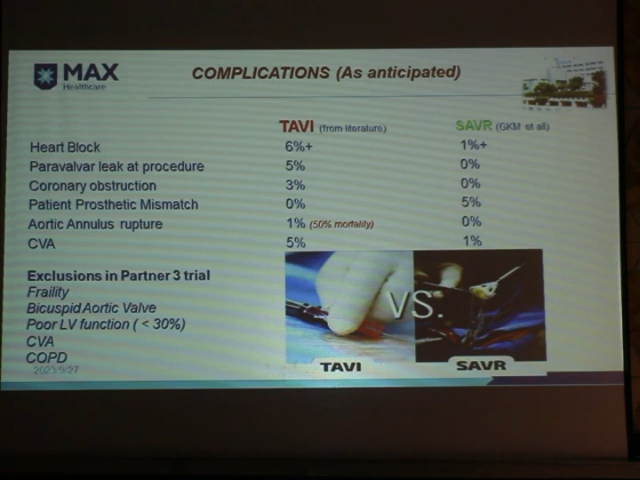 MAX
Healthcare
COMPLICATIONS (As anticipated)
TAVI (from literature) SAVR (GKM et all)
Heart Block 6%+ 1%+
Paravalvar leak at procedure 5% 0%
Coronary obstruction 3% 0%
Patient Prosthetic Mismatch 0% 5%
Aortic Annulus rupture 1% (50% mortality) 0%
CVA 5% 1%
Exclusions in Partner 3 trial
Fraility
Bicuspid Aortic Valve
Poor LV function ( < 30%)
CVA
COPD
2023/9/27
VS.
TAVI SAVR